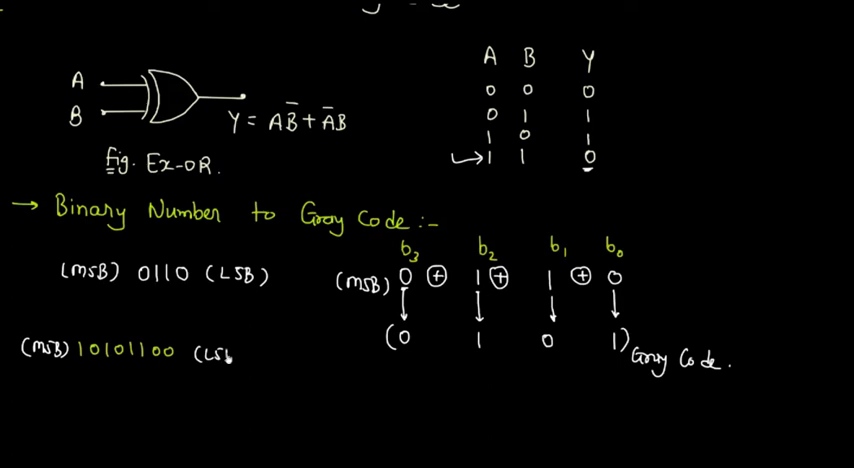 A B Y
0 0 0
0 1 1
1 0 1
1 1 0
A
B
Y = AB̅ + A̅B
fig. Ex-OR.
→ Binary Number to Gray Code :-
b₃ b₂ b₁ b₀
(MSB) 0110 (LSB)
(MSB) 0 ⊕ 1 ⊕ 1 ⊕ 0
(0 1 0 1) Gray Code.
(MSB) 10101100 (LSB